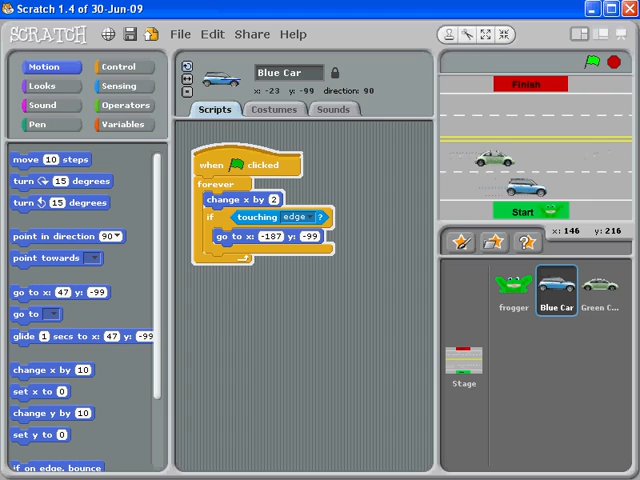 Scratch 1.4 of 30-Jun-09
SCRATCH File Edit Share Help
Motion Control
Looks Sensing
Sound Operators
Pen Variables
move 10 steps
turn 15 degrees
turn 15 degrees
point in direction 90
point towards
go to x: 47 y: -99
go to
glide 1 secs to x: 47 y: -99
change x by 10
set x to 0
change y by 10
set y to 0
if on edge, bounce
Blue Car
x: -23 y: -99 direction: 90
Scripts Costumes Sounds
when clicked
forever
change x by 2
if touching edge ?
go to x: -187 y: -99
Finish
Start
x: 146 y: 216
frogger Blue Car Green C...
Stage